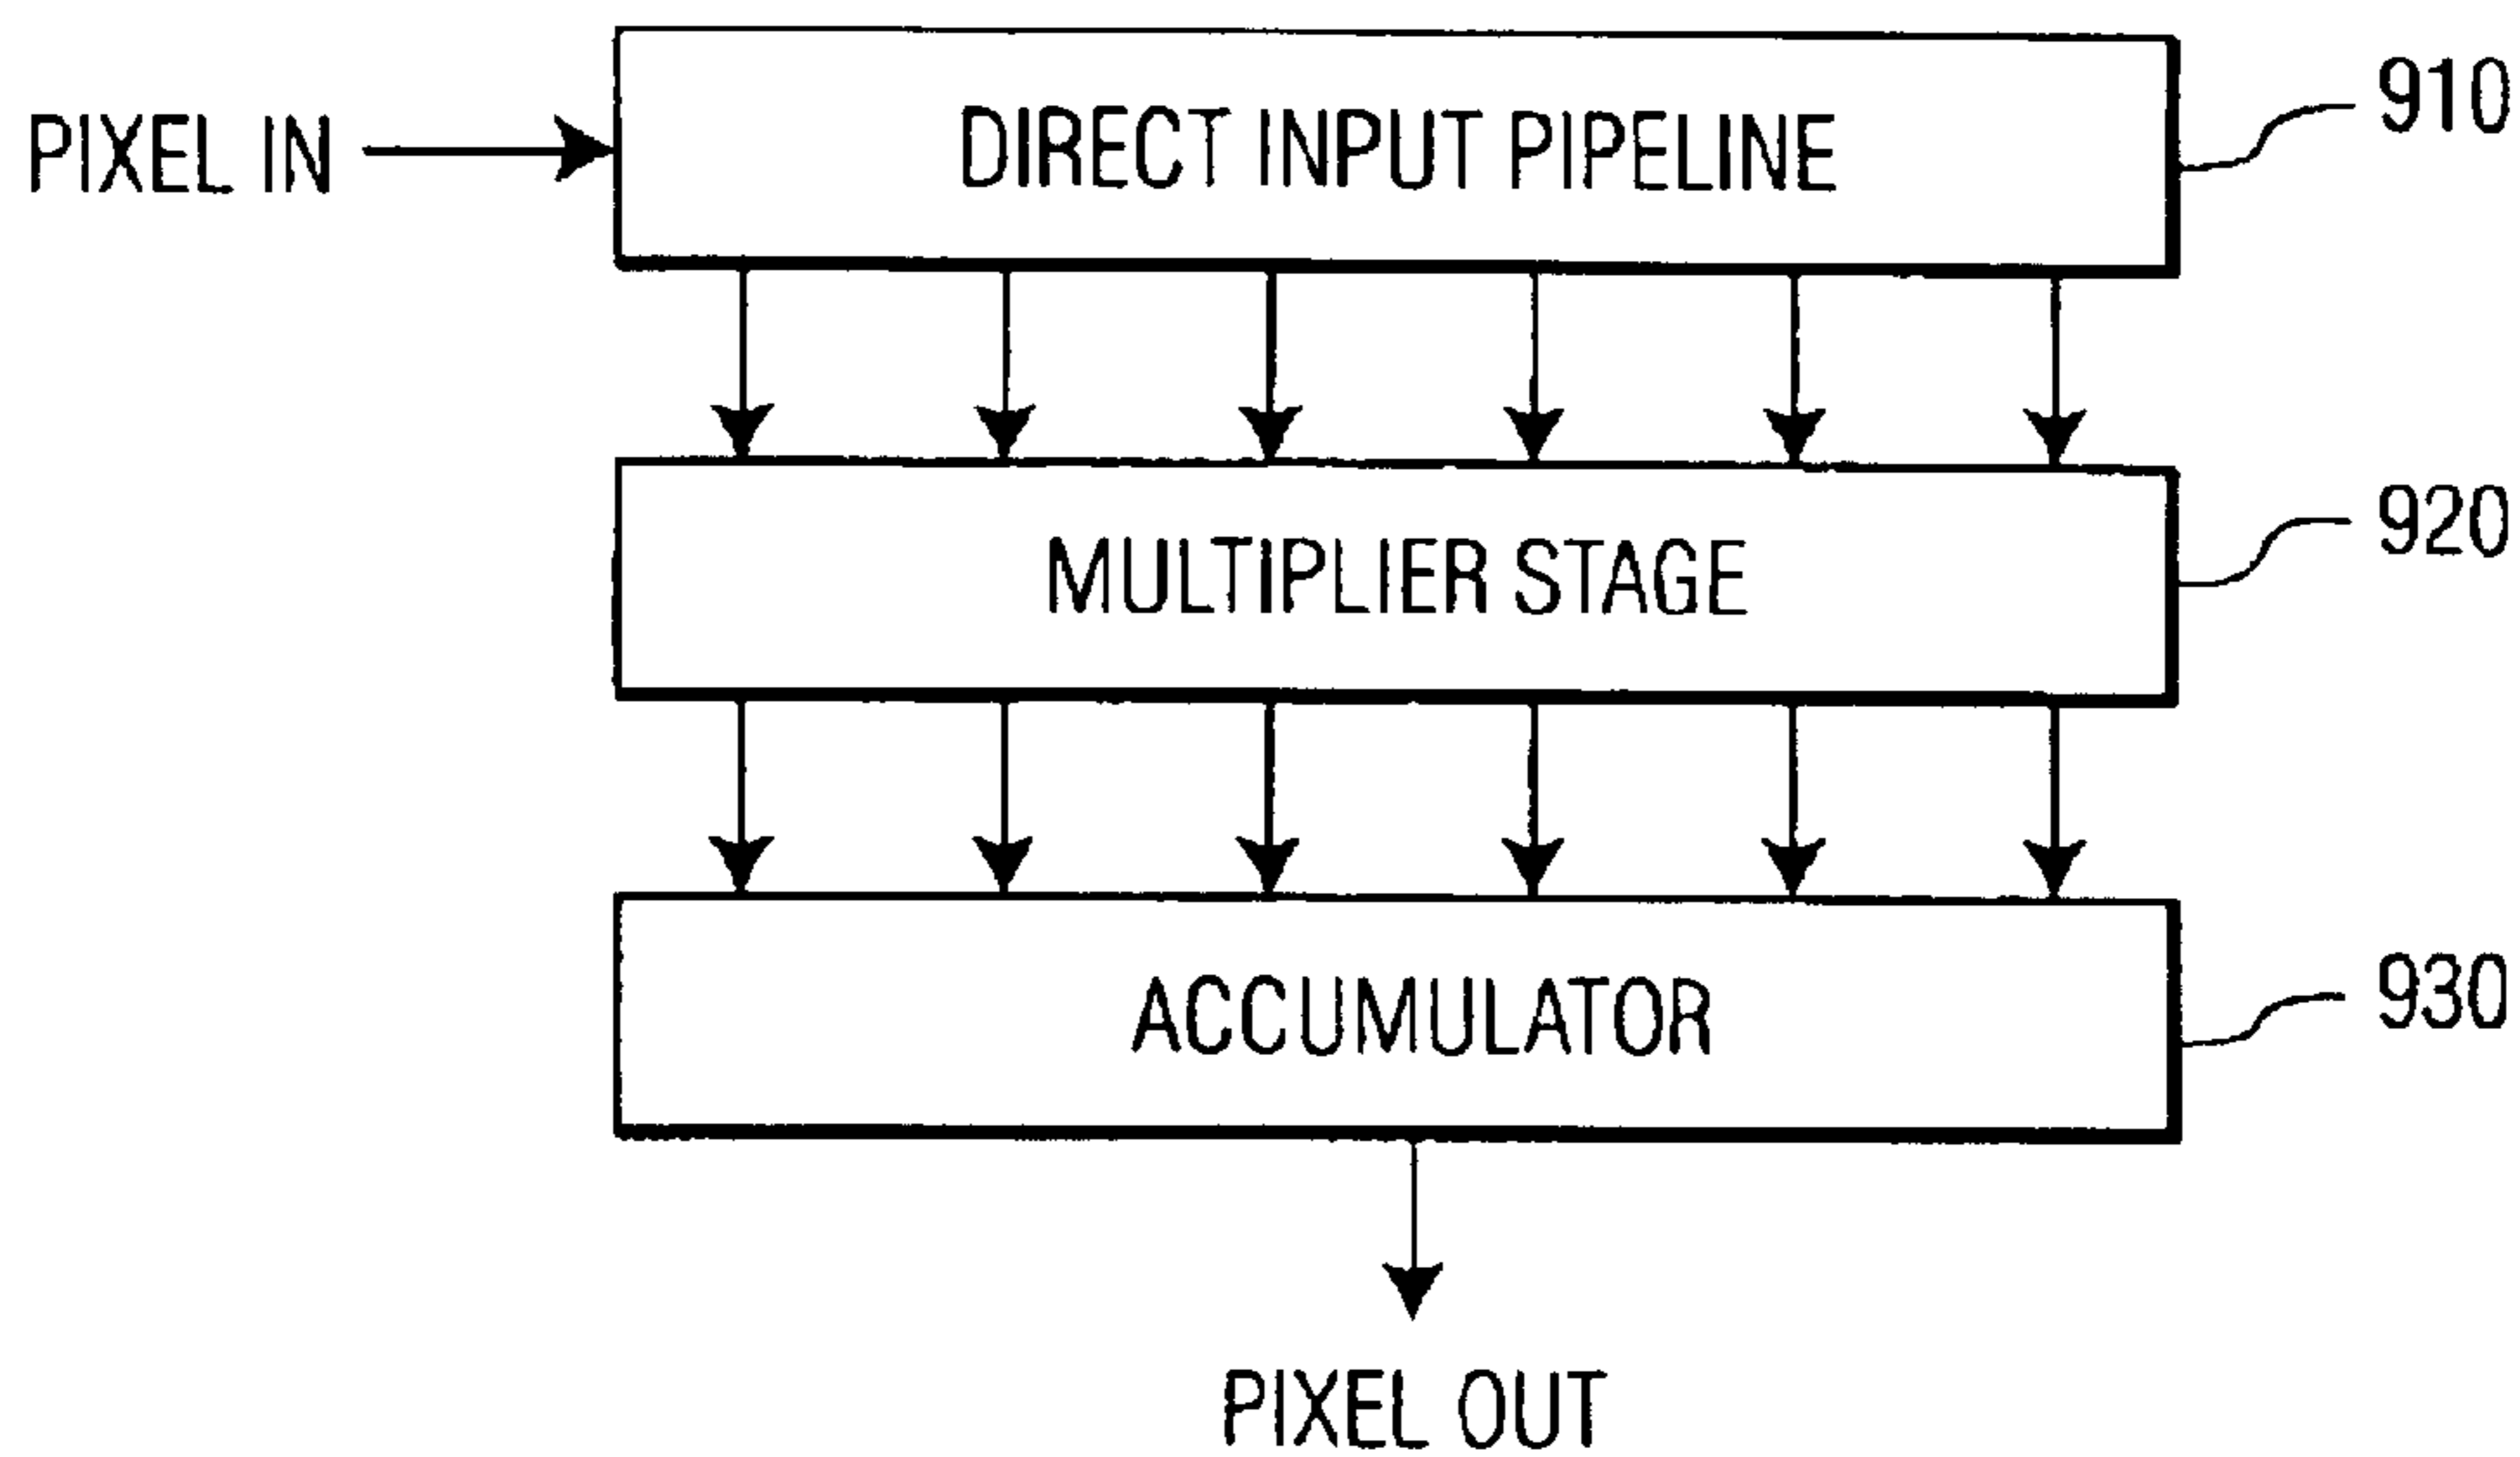 PIXEL IN
DIRECT INPUT PIPELINE
910
MULTIPLIER STAGE
920
ACCUMULATOR
930
PIXEL OUT